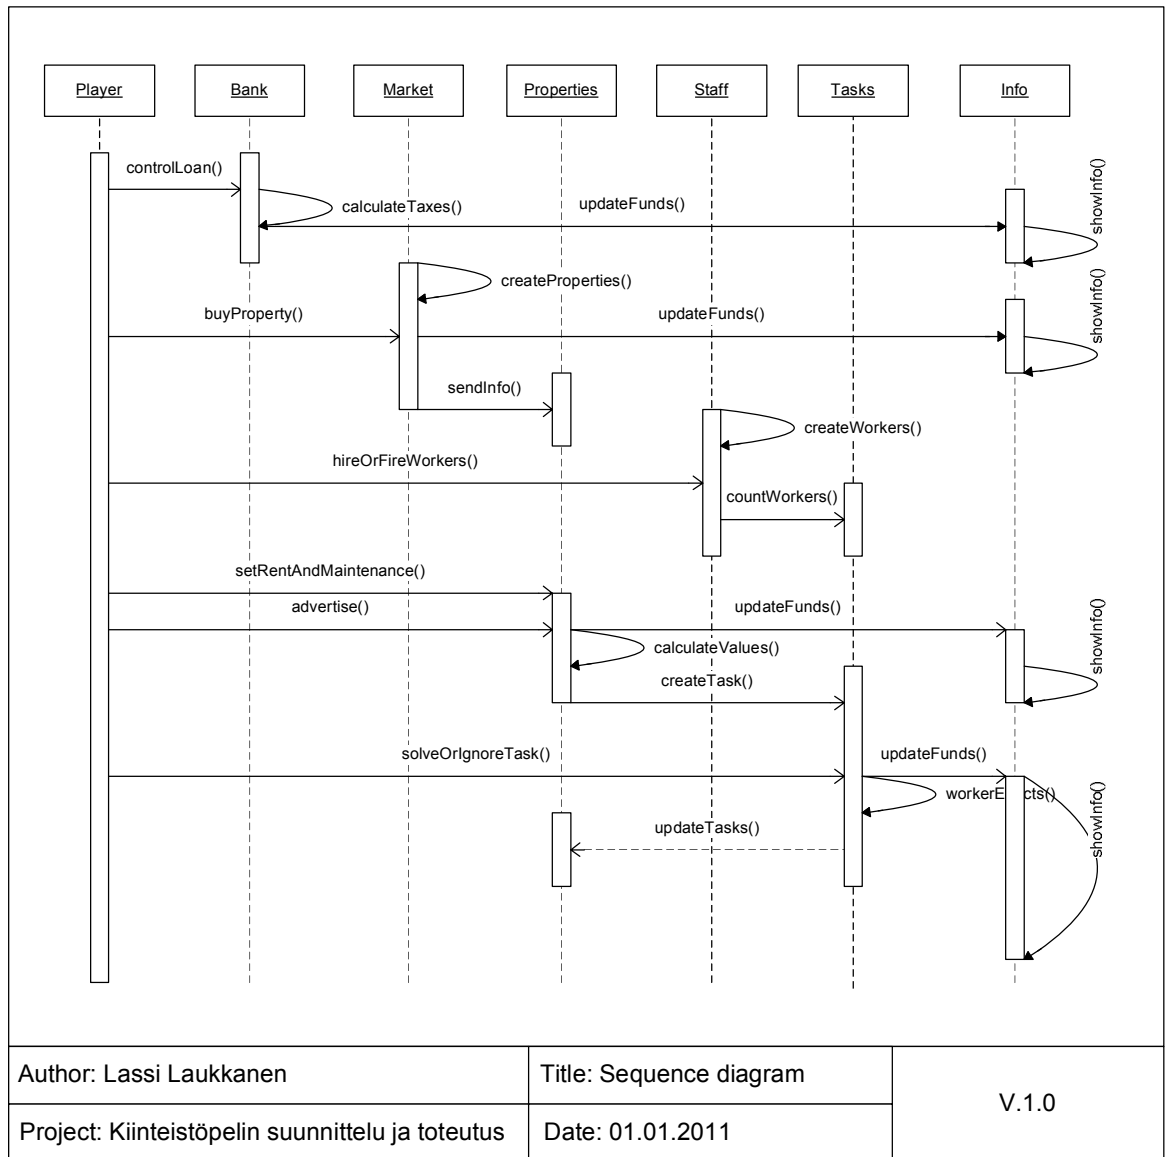 Player
Bank
Market
Properties
Staff
Tasks
Info
controlLoan()
calculateTaxes()
updateFunds()
showInfo()
createProperties()
buyProperty()
updateFunds()
showInfo()
sendInfo()
createWorkers()
hireOrFireWorkers()
countWorkers()
setRentAndMaintenance()
advertise()
updateFunds()
showInfo()
calculateValues()
createTask()
solveOrIgnoreTask()
updateFunds()
showInfo()
updateTasks()
Author: Lassi Laukkanen
Title: Sequence diagram
V.1.0
Project: Kiinteistöpelin suunnittelu ja toteutus
Date: 01.01.2011